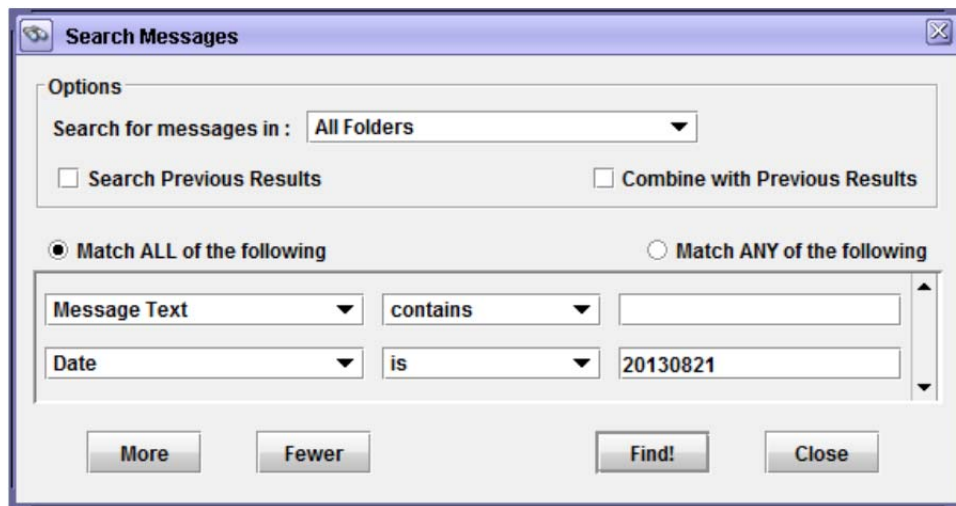 Search Messages
Options
Search for messages in : All Folders
Search Previous Results Combine with Previous Results
Match ALL of the following Match ANY of the following
Message Text contains
Date is 20130821
More Fewer Find! Close